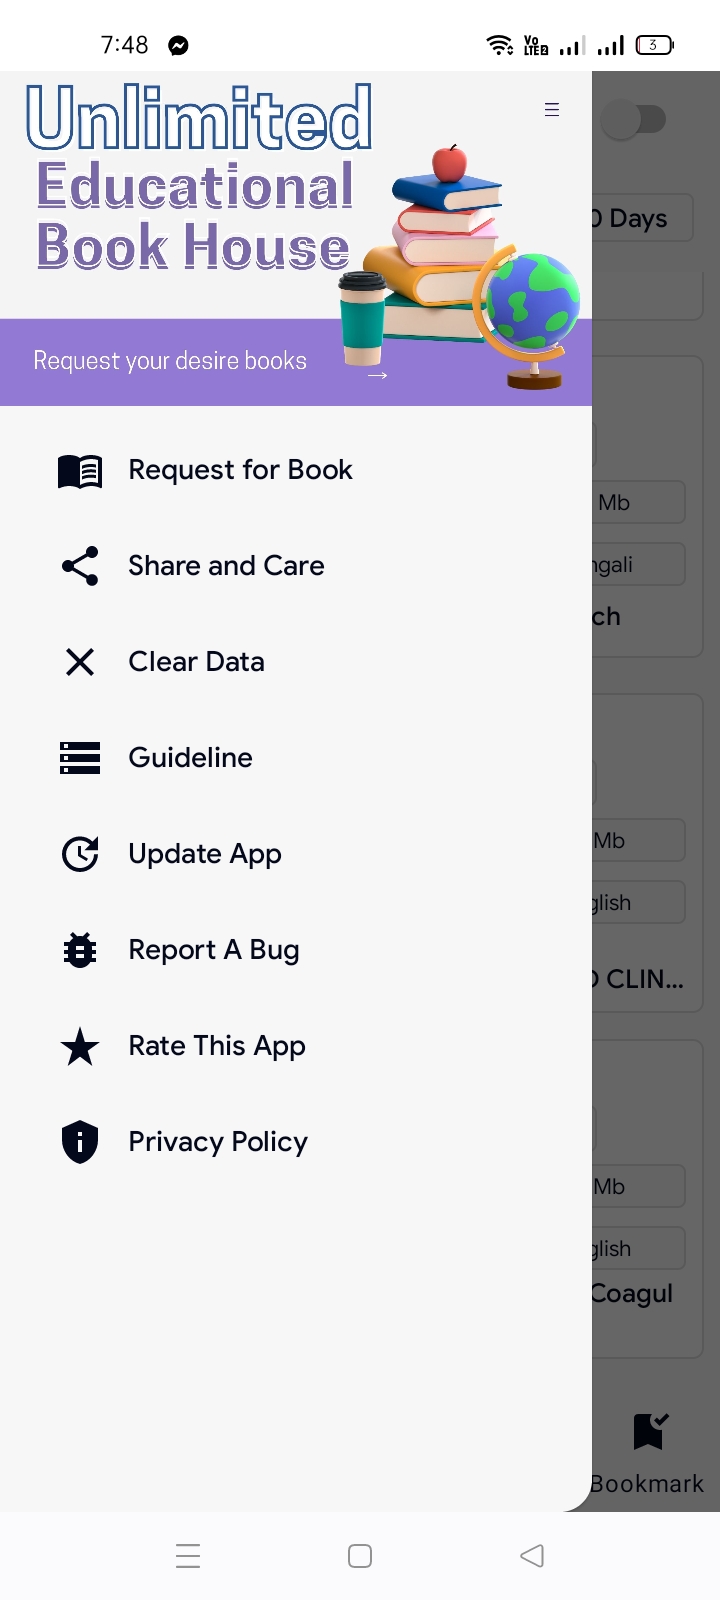 7:48
Vo
LTE2
3
Unlimited
Educational
Book House
Request your desire books
Request for Book
Share and Care
Clear Data
Guideline
Update App
Report A Bug
Rate This App
Privacy Policy
0 Days
Mb
ngali
ch
Mb
glish
CLIN...
Mb
glish
Coagul
Bookmark